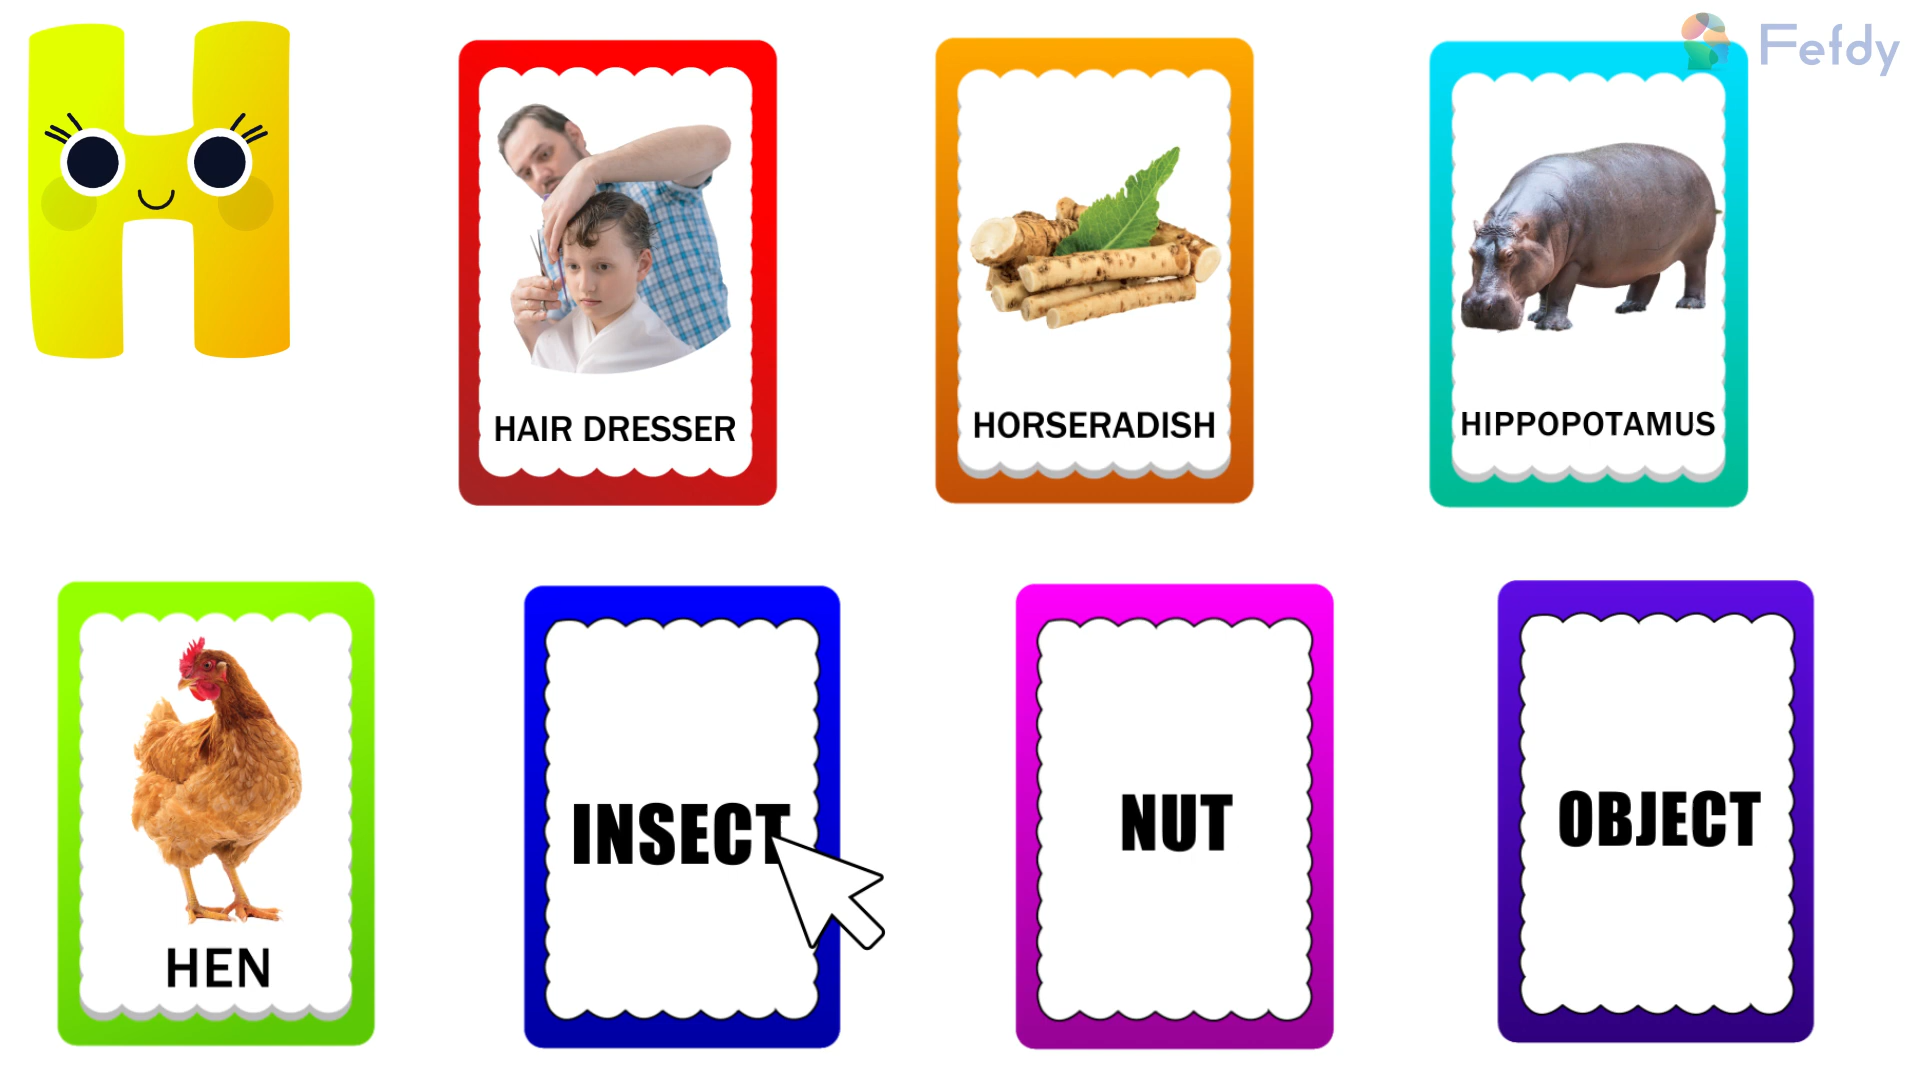 H
Fefdy
HAIR DRESSER
HORSERADISH
HIPPOPOTAMUS
HEN
INSECT
NUT
OBJECT